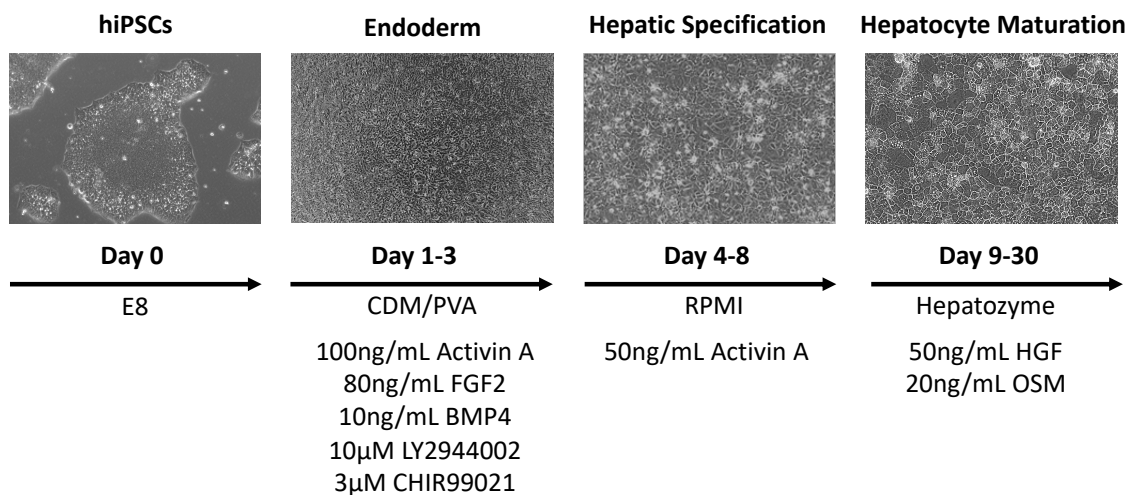 hiPSCs
Endoderm
Hepatic Specification
Hepatocyte Maturation
Day 0
Day 1-3
Day 4-8
Day 9-30
E8
CDM/PVA
RPMI
Hepatozyme
100ng/mL Activin A
80ng/mL FGF2
10ng/mL BMP4
10μM LY2944002
3μM CHIR99021
50ng/mL Activin A
50ng/mL HGF
20ng/mL OSM